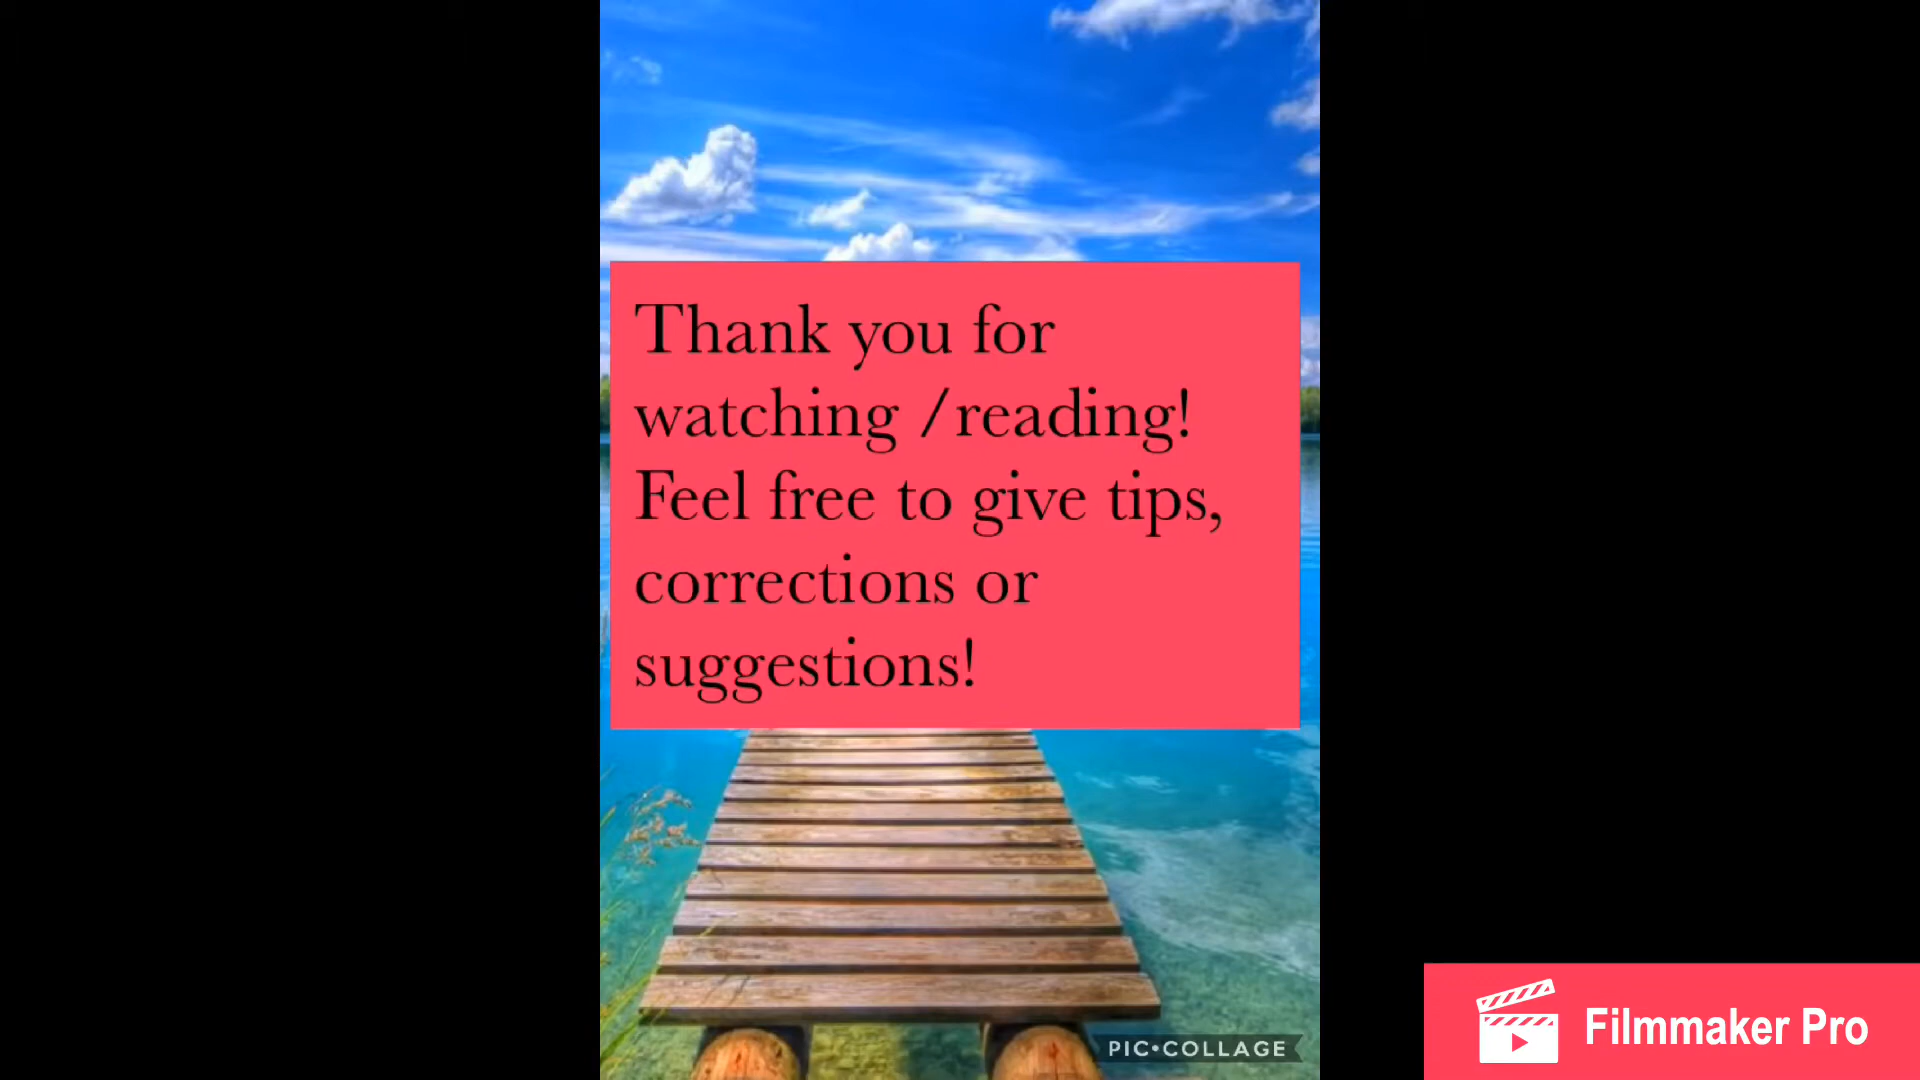 Thank you for
watching /reading!
Feel free to give tips,
corrections or
suggestions!
PIC•COLLAGE
Filmmaker Pro